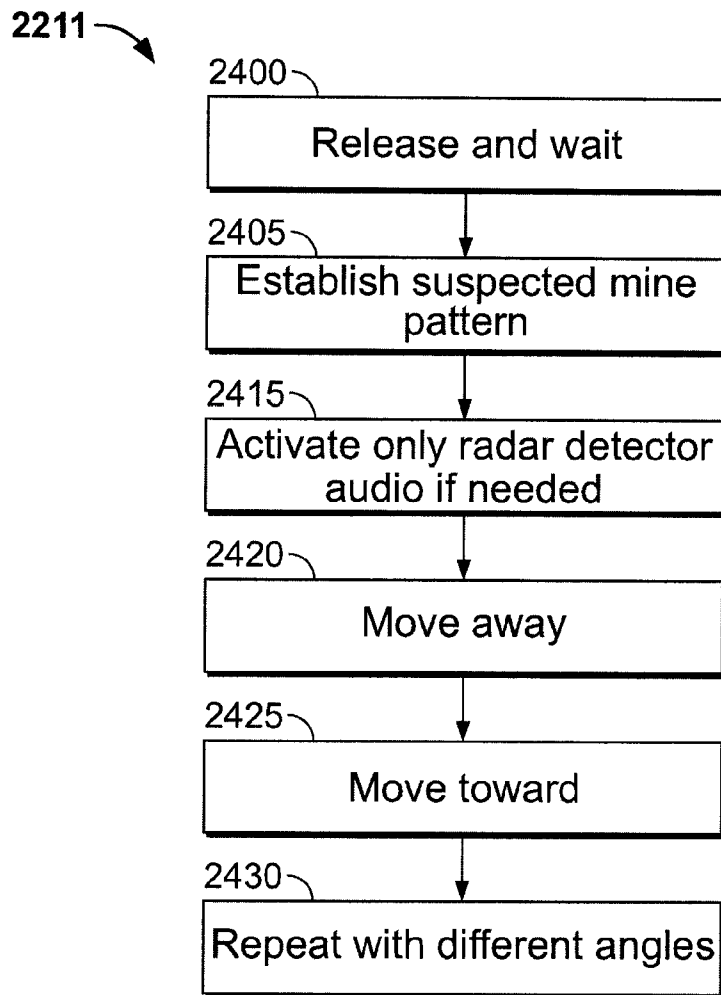 2211
2400
Release and wait
2405
Establish suspected mine
pattern
2415
Activate only radar detector
audio if needed
2420
Move away
2425
Move toward
2430
Repeat with different angles